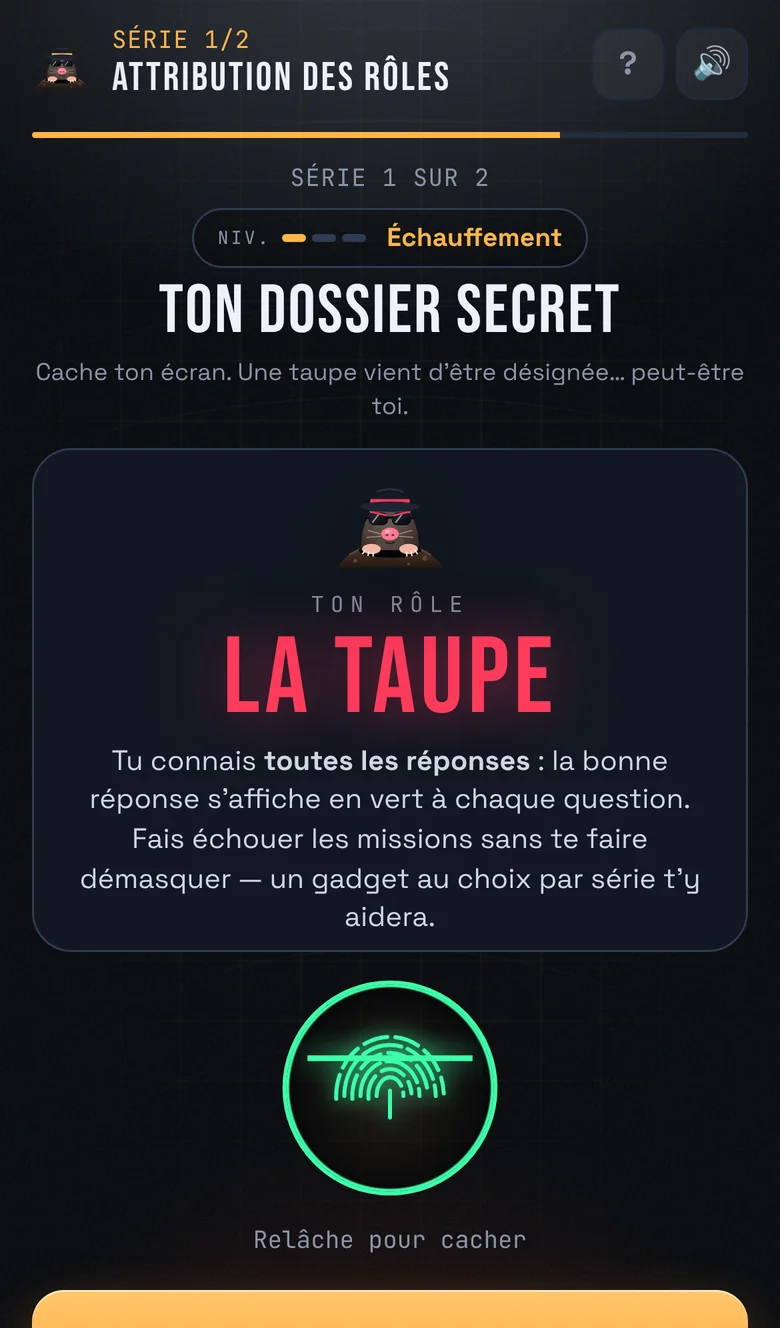 SÉRIE 1/2
ATTRIBUTION DES RÔLES
?
SÉRIE 1 SUR 2
NIV. Échauffement
TON DOSSIER SECRET
Cache ton écran. Une taupe vient d’être désignée… peut-être
toi.
TON RÔLE
LA TAUPE
Tu connais toutes les réponses : la bonne
réponse s’affiche en vert à chaque question.
Fais échouer les missions sans te faire
démasquer — un gadget au choix par série t’y
aidera.
Relâche pour cacher